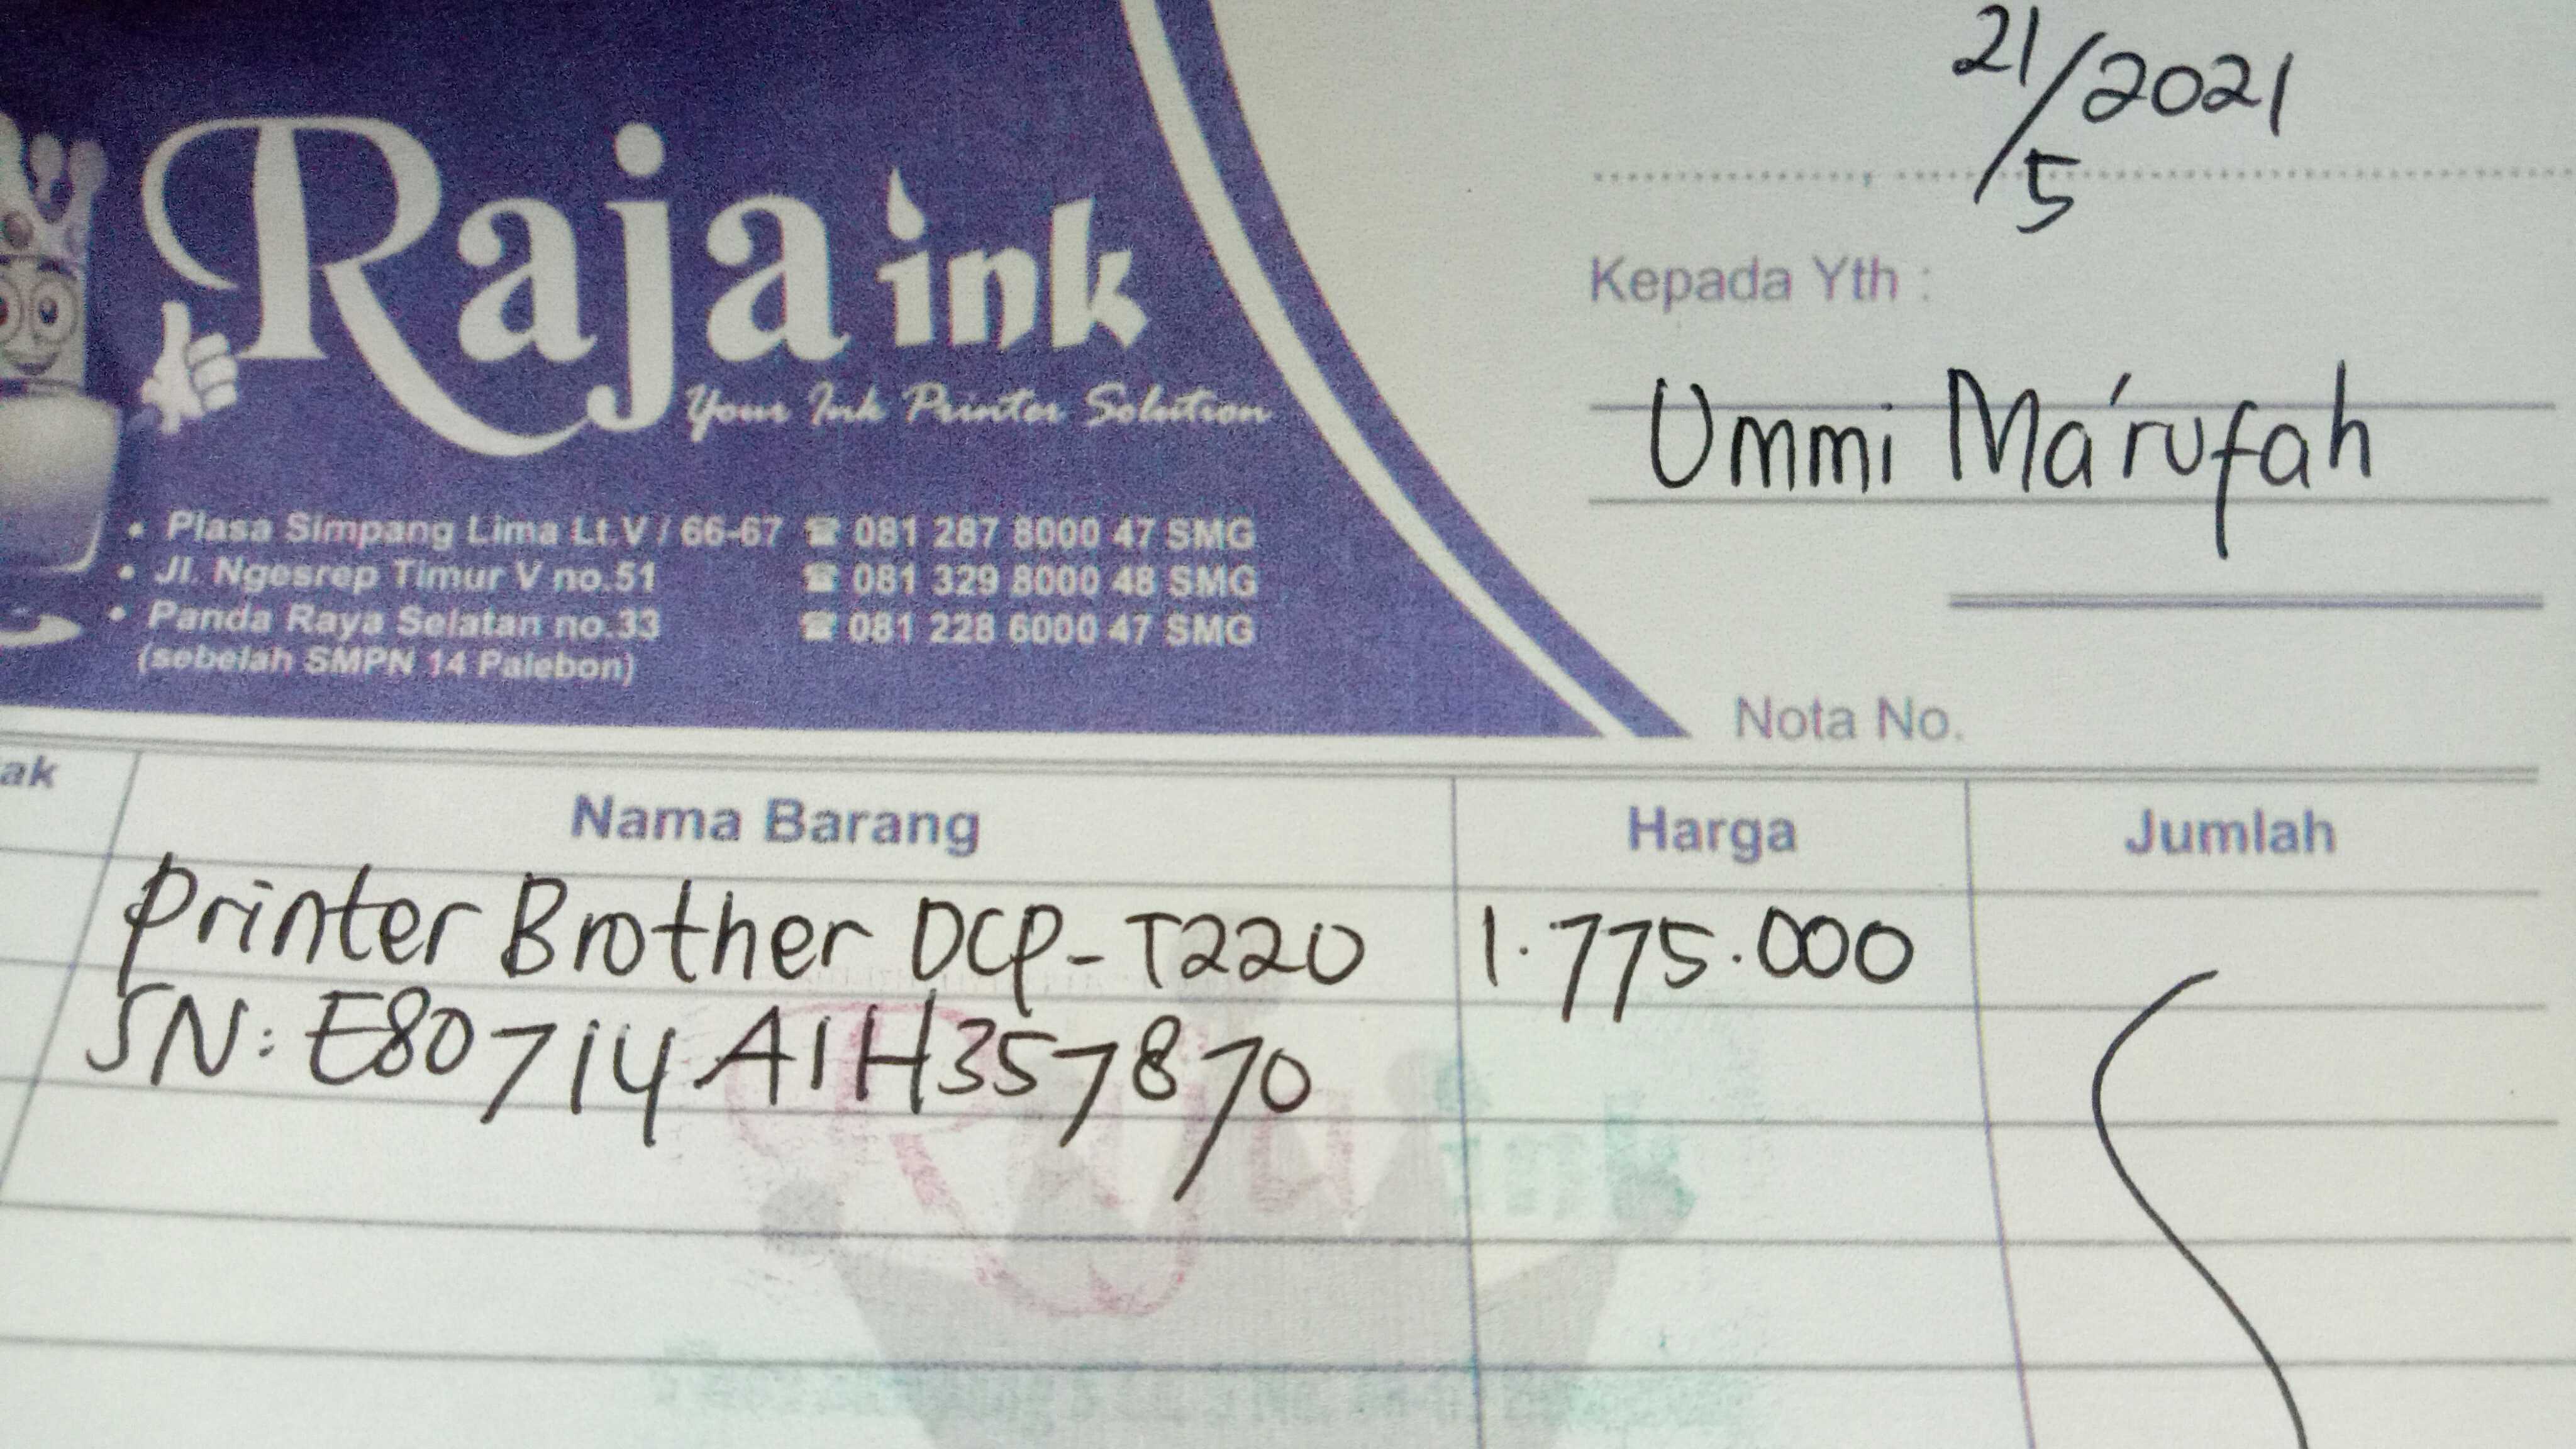 21/5/2021
Raja ink
Your Ink Printer Solution
Kepada Yth :
Ummi Ma'rufah
• Plasa Simpang Lima Lt.V / 66-67 ☎ 081 287 8000 47 SMG
• Jl. Ngesrep Timur V no.51 ☎ 081 329 8000 48 SMG
• Panda Raya Selatan no.33 ☎ 081 228 6000 47 SMG
(sebelah SMPN 14 Palebon)
Nota No.
ak Nama Barang Harga Jumlah
Printer Brother DCP-T220 1.775.000
SN: E80714A1H357870
Raja ink